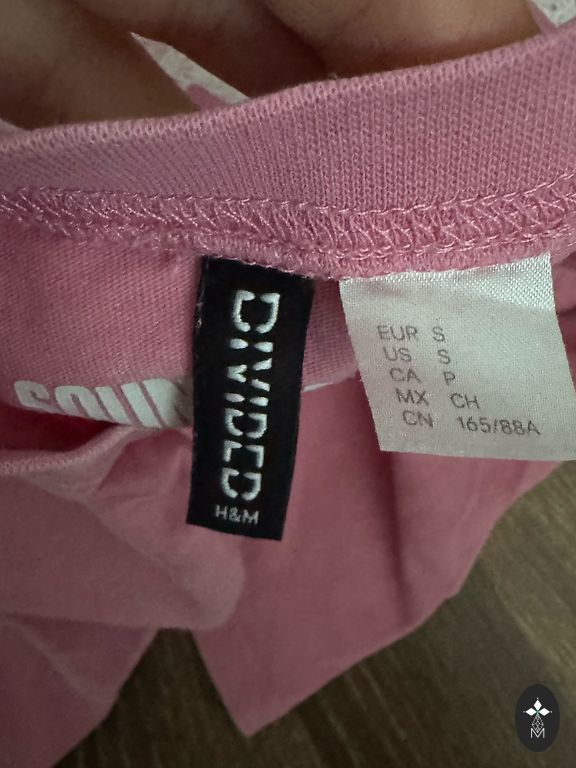 DIVIDED
H&M
EUR S
US S
CA P
MX CH
CN 165/88A